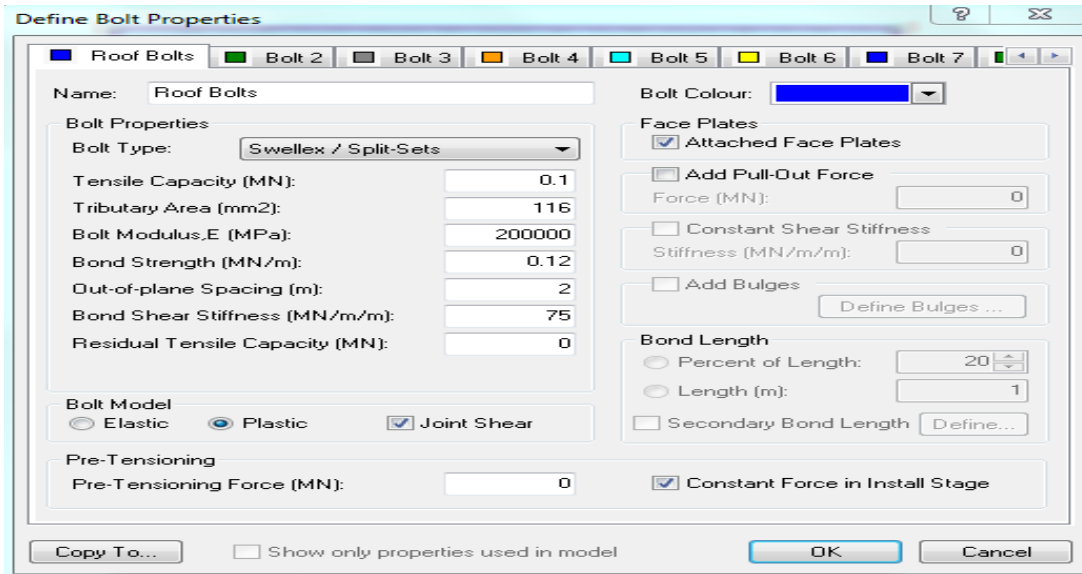 Define Bolt Properties
Roof Bolts Bolt 2 Bolt 3 Bolt 4 Bolt 5 Bolt 6 Bolt 7
Name: Roof Bolts
Bolt Colour:
Bolt Properties
Bolt Type: Swellex / Split-Sets
Tensile Capacity (MN): 0.1
Tributary Area (mm2): 116
Bolt Modulus,E (MPa): 200000
Bond Strength (MN/m): 0.12
Out-of-plane Spacing (m): 2
Bond Shear Stiffness (MN/m/m): 75
Residual Tensile Capacity (MN): 0
Face Plates
Attached Face Plates
Add Pull-Out Force
Force (MN): 0
Constant Shear Stiffness
Stiffness (MN/m/m): 0
Add Bulges
Define Bulges ...
Bond Length
Percent of Length: 20
Length (m): 1
Secondary Bond Length Define...
Bolt Model
Elastic Plastic Joint Shear
Pre-Tensioning
Pre-Tensioning Force (MN): 0
Constant Force in Install Stage
Copy To... Show only properties used in model OK Cancel